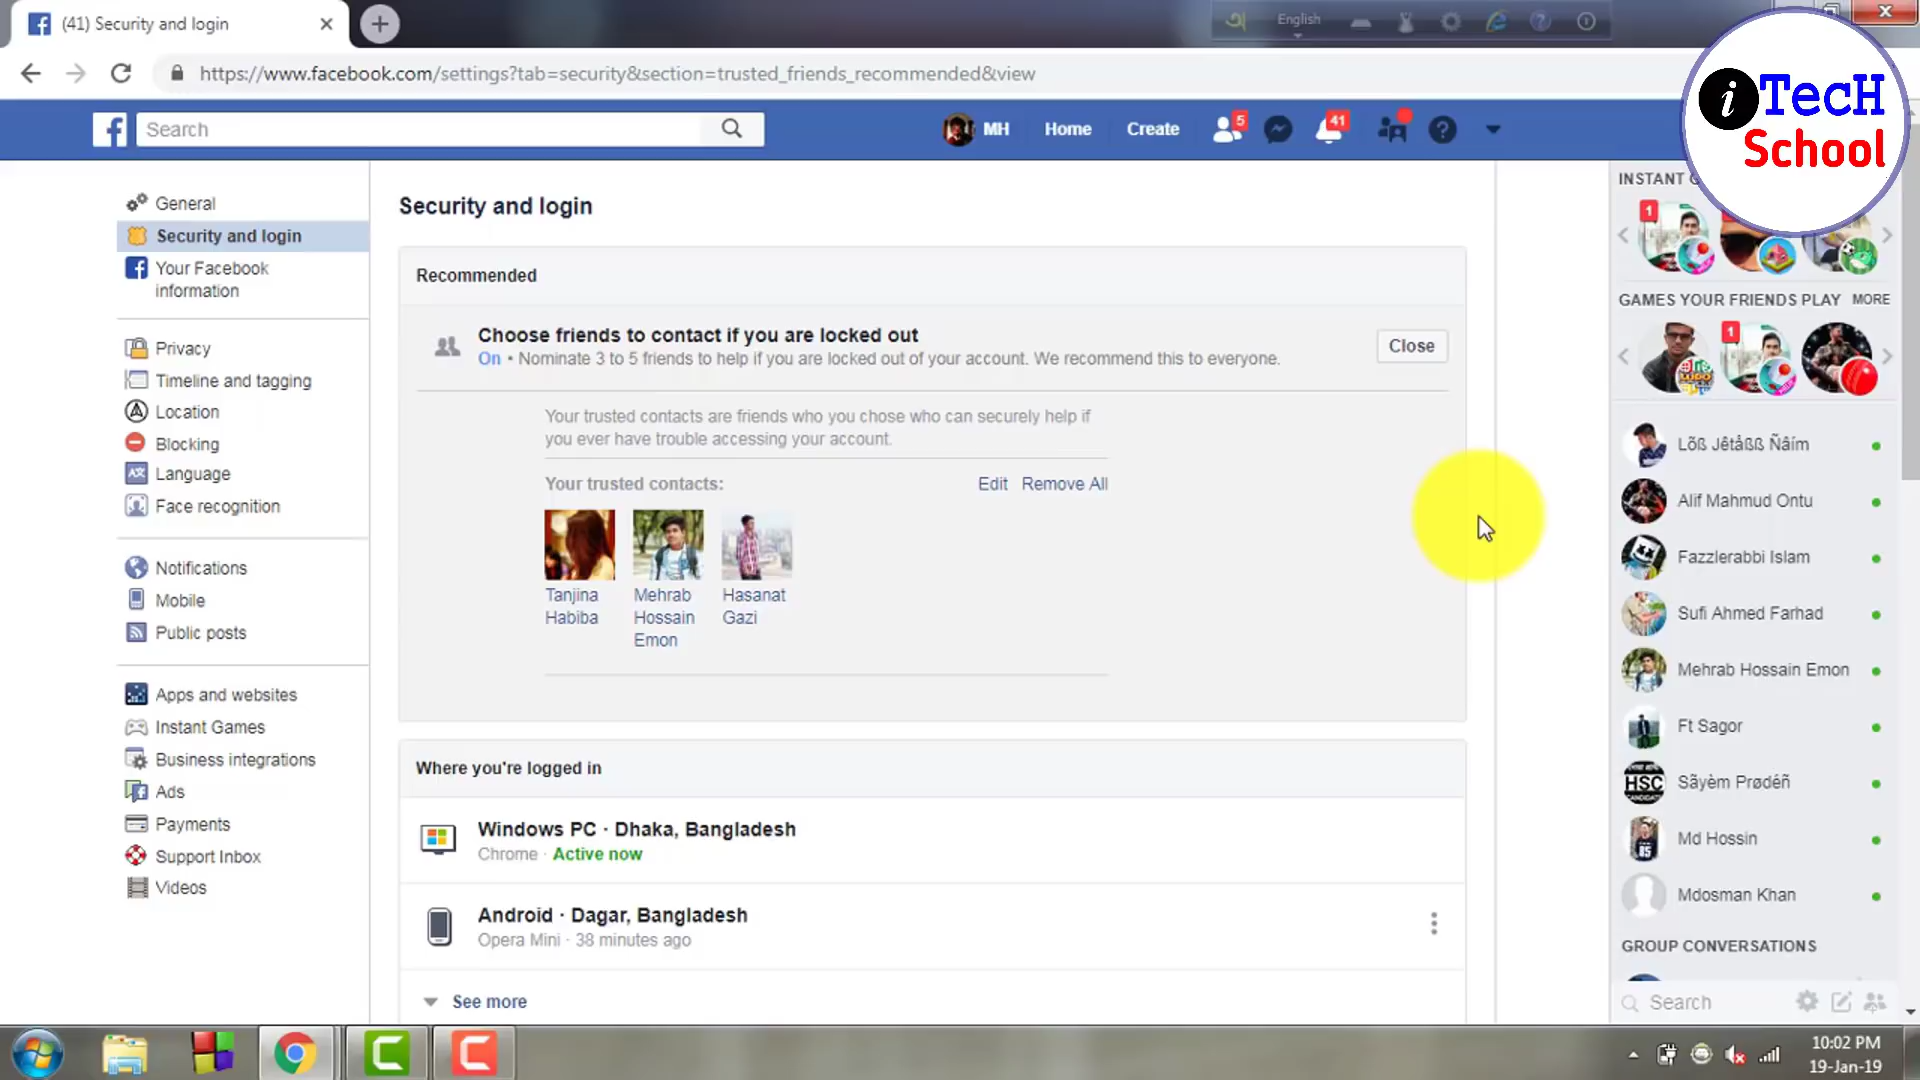 (41) Security and login
English
https://www.facebook.com/settings?tab=security&section=trusted_friends_recommended&view
i TecH
School
Search
MH
Home
Create
5
41
General
Security and login
Your Facebook
information
Privacy
Timeline and tagging
Location
Blocking
Language
Face recognition
Notifications
Mobile
Public posts
Apps and websites
Instant Games
Business integrations
Ads
Payments
Support Inbox
Videos
Security and login
Recommended
Choose friends to contact if you are locked out
On • Nominate 3 to 5 friends to help if you are locked out of your account. We recommend this to everyone.
Close
Your trusted contacts are friends who you chose who can securely help if
you ever have trouble accessing your account.
Your trusted contacts:
Edit
Remove All
Tanjina
Habiba
Mehrab
Hossain
Emon
Hasanat
Gazi
Where you're logged in
Windows PC · Dhaka, Bangladesh
Chrome · Active now
Android · Dagar, Bangladesh
Opera Mini · 38 minutes ago
See more
INSTANT G
1
GAMES YOUR FRIENDS PLAY
MORE
1
Lõß Jêtåßß Ñâím
Alif Mahmud Ontu
Fazzlerabbi Islam
Sufi Ahmed Farhad
Mehrab Hossain Emon
Ft Sagor
HSC
Sãyèm Prødéñ
Md Hossin
Mdosman Khan
GROUP CONVERSATIONS
Search
10:02 PM
19-Jan-19